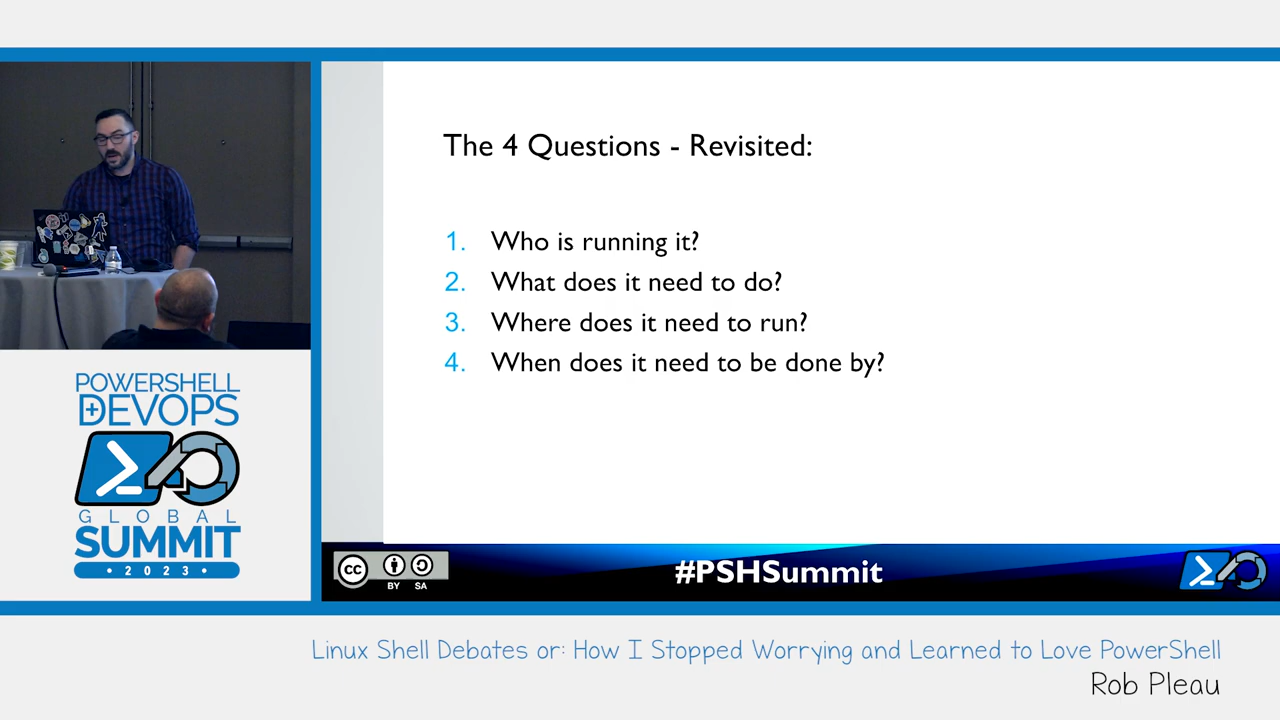 The 4 Questions - Revisited:
1. Who is running it?
2. What does it need to do?
3. Where does it need to run?
4. When does it need to be done by?
POWERSHELL
+DEVOPS
GLOBAL
SUMMIT
• 2023 •
cc
BY SA
#PSHSummit
Linux Shell Debates or: How I Stopped Worrying and Learned to Love PowerShell
Rob Pleau